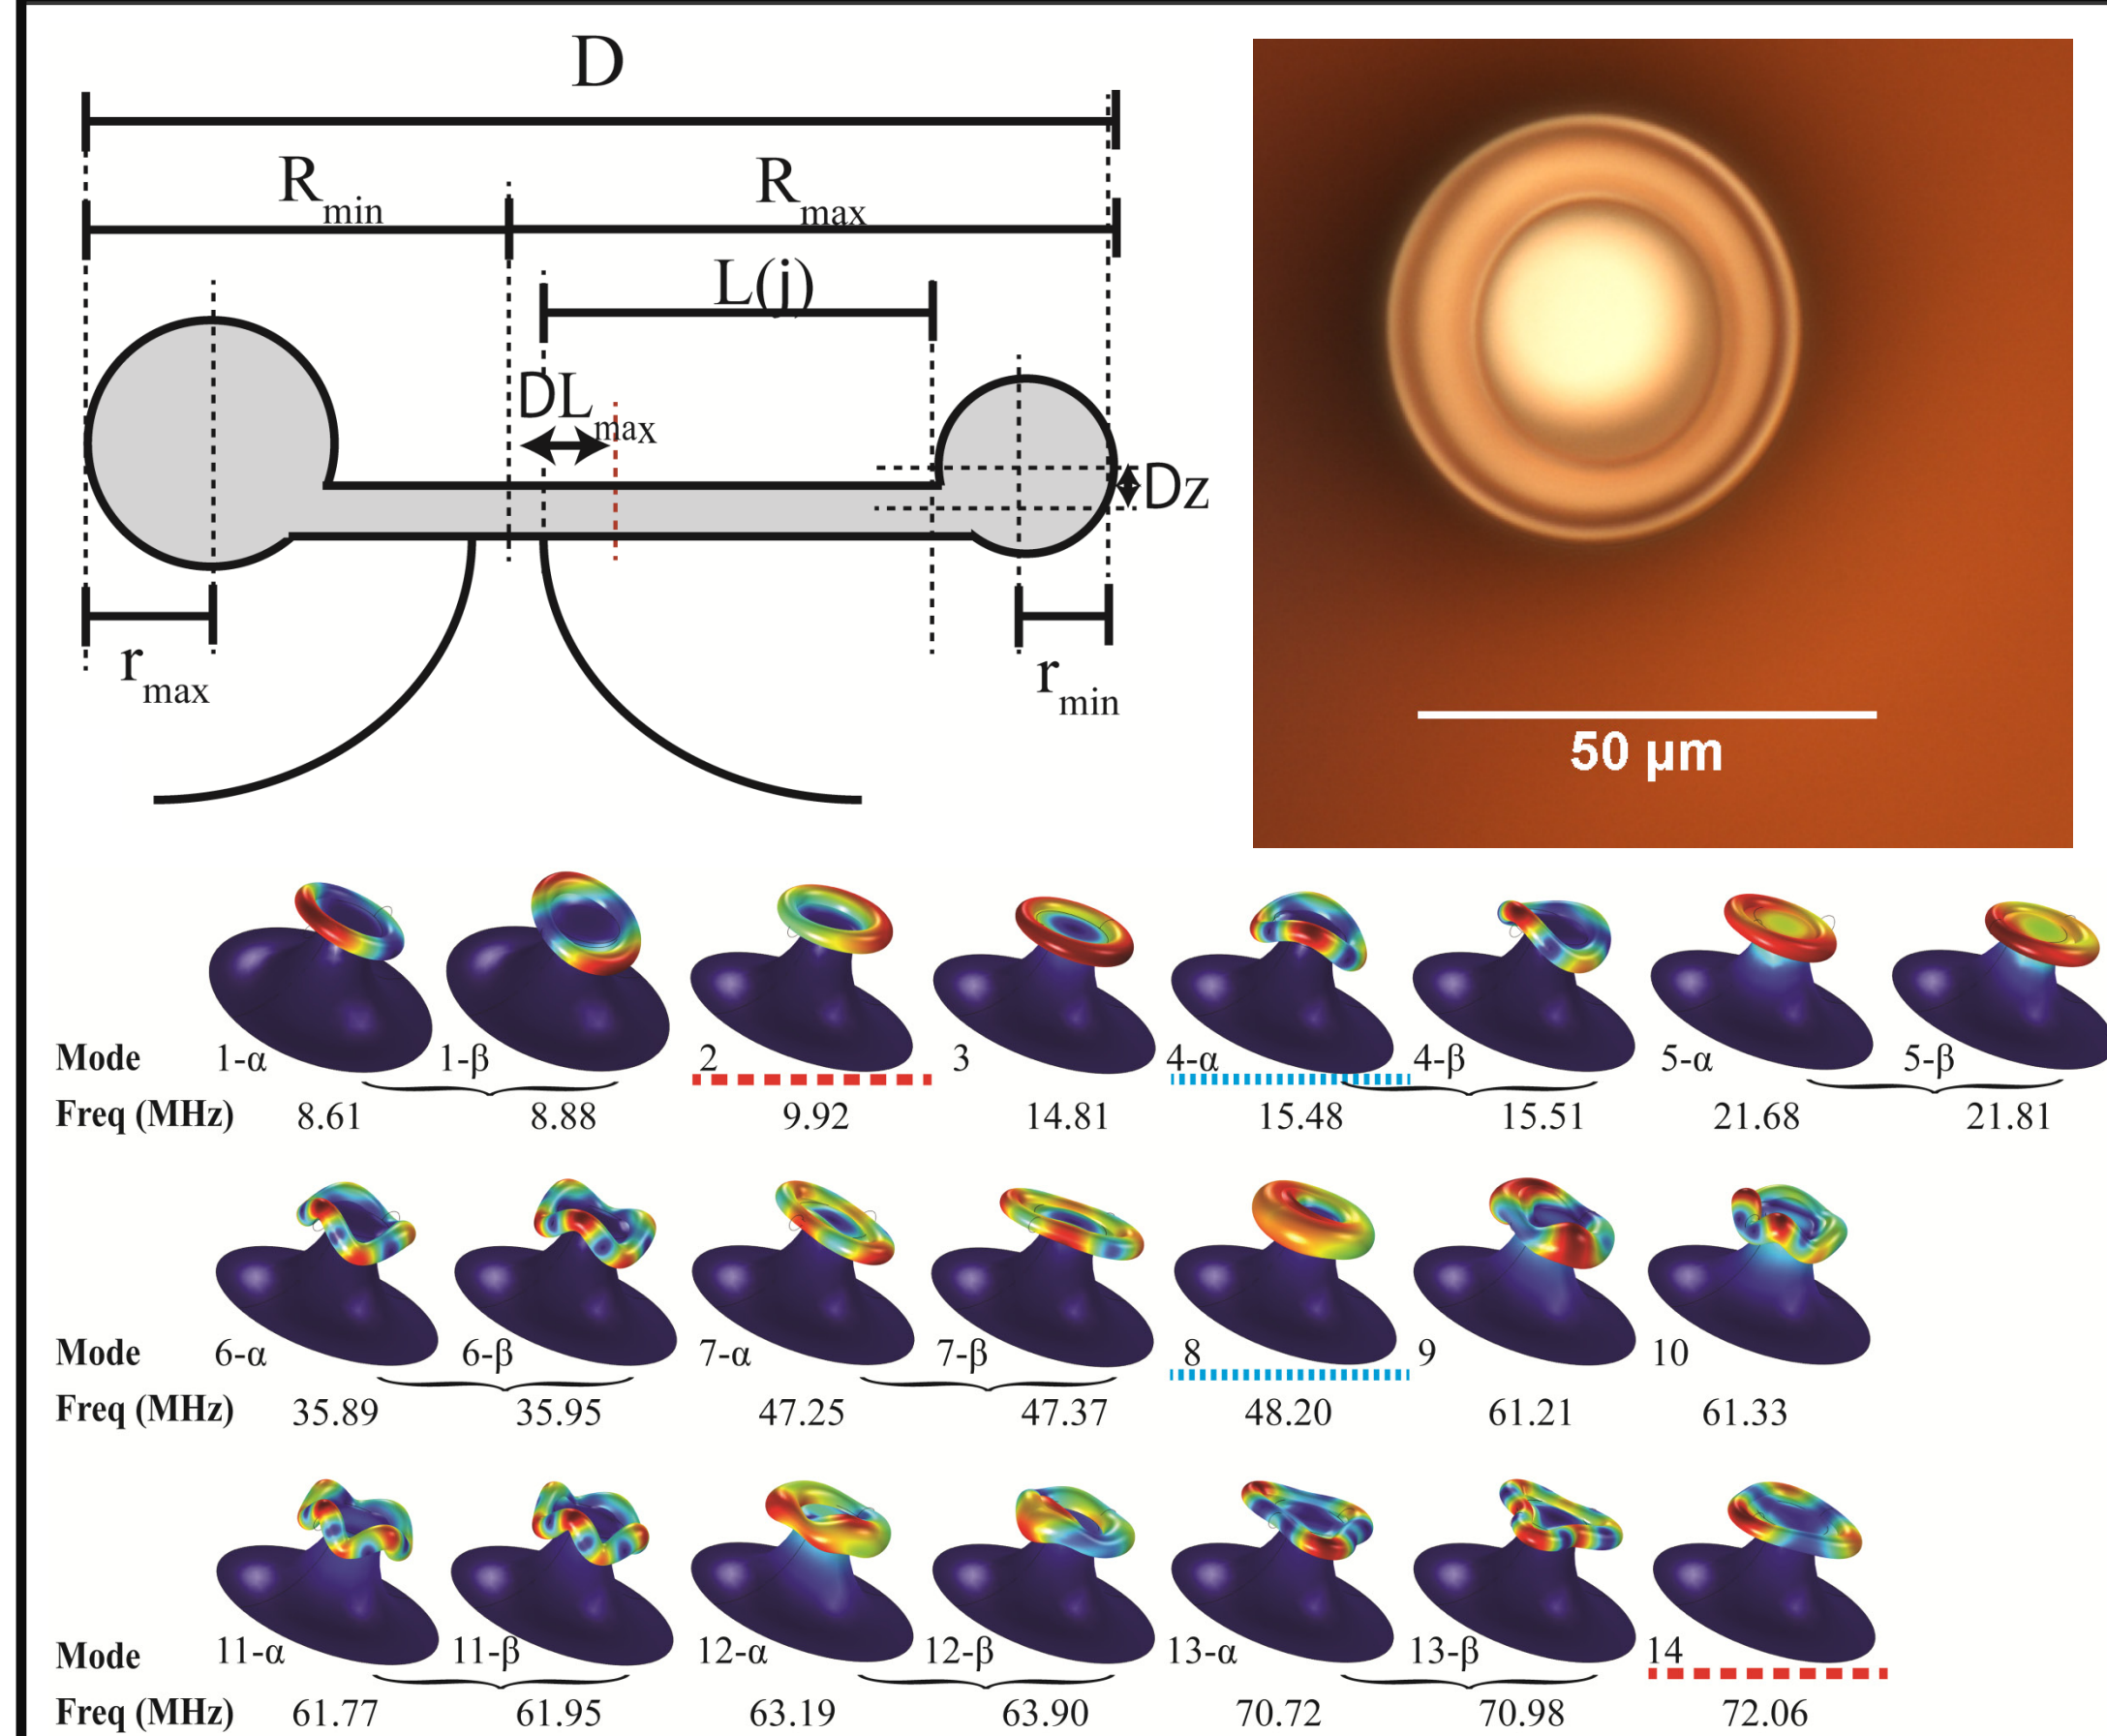 D
R min R max
L(j)
DL max
Dz
r max
r min
50 µm
Mode 1-α 1-β 2 3 4-α 4-β 5-α 5-β
Freq (MHz) 8.61 8.88 9.92 14.81 15.48 15.51 21.68 21.81
Mode 6-α 6-β 7-α 7-β 8 9 10
Freq (MHz) 35.89 35.95 47.25 47.37 48.20 61.21 61.33
Mode 11-α 11-β 12-α 12-β 13-α 13-β 14
Freq (MHz) 61.77 61.95 63.19 63.90 70.72 70.98 72.06